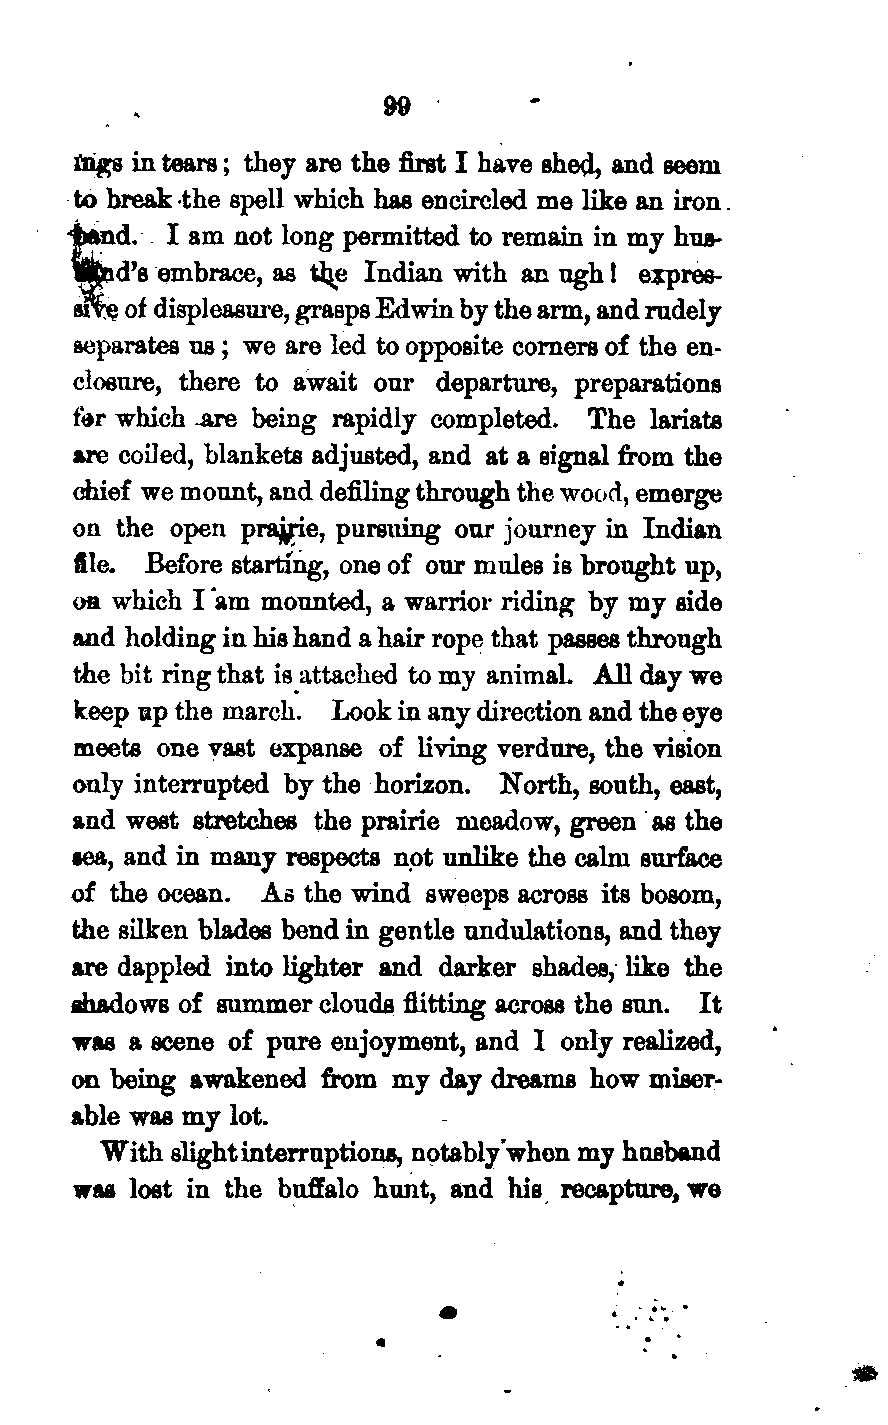 99
ings in tears; they are the first I have shed, and seem
to break the spell which has encircled me like an iron
band. I am not long permitted to remain in my hus-
band's embrace, as the Indian with an ugh! expres-
sive of displeasure, grasps Edwin by the arm, and rudely
separates us; we are led to opposite corners of the en-
closure, there to await our departure, preparations
for which are being rapidly completed. The lariats
are coiled, blankets adjusted, and at a signal from the
chief we mount, and defiling through the wood, emerge
on the open prairie, pursuing our journey in Indian
file. Before starting, one of our mules is brought up,
on which I am mounted, a warrior riding by my side
and holding in his hand a hair rope that passes through
the bit ring that is attached to my animal. All day we
keep up the march. Look in any direction and the eye
meets one vast expanse of living verdure, the vision
only interrupted by the horizon. North, south, east,
and west stretches the prairie meadow, green as the
sea, and in many respects not unlike the calm surface
of the ocean. As the wind sweeps across its bosom,
the silken blades bend in gentle undulations, and they
are dappled into lighter and darker shades, like the
shadows of summer clouds flitting across the sun. It
was a scene of pure enjoyment, and I only realized,
on being awakened from my day dreams how miser-
able was my lot.
With slight interruptions, notably when my husband
was lost in the buffalo hunt, and his recapture, we